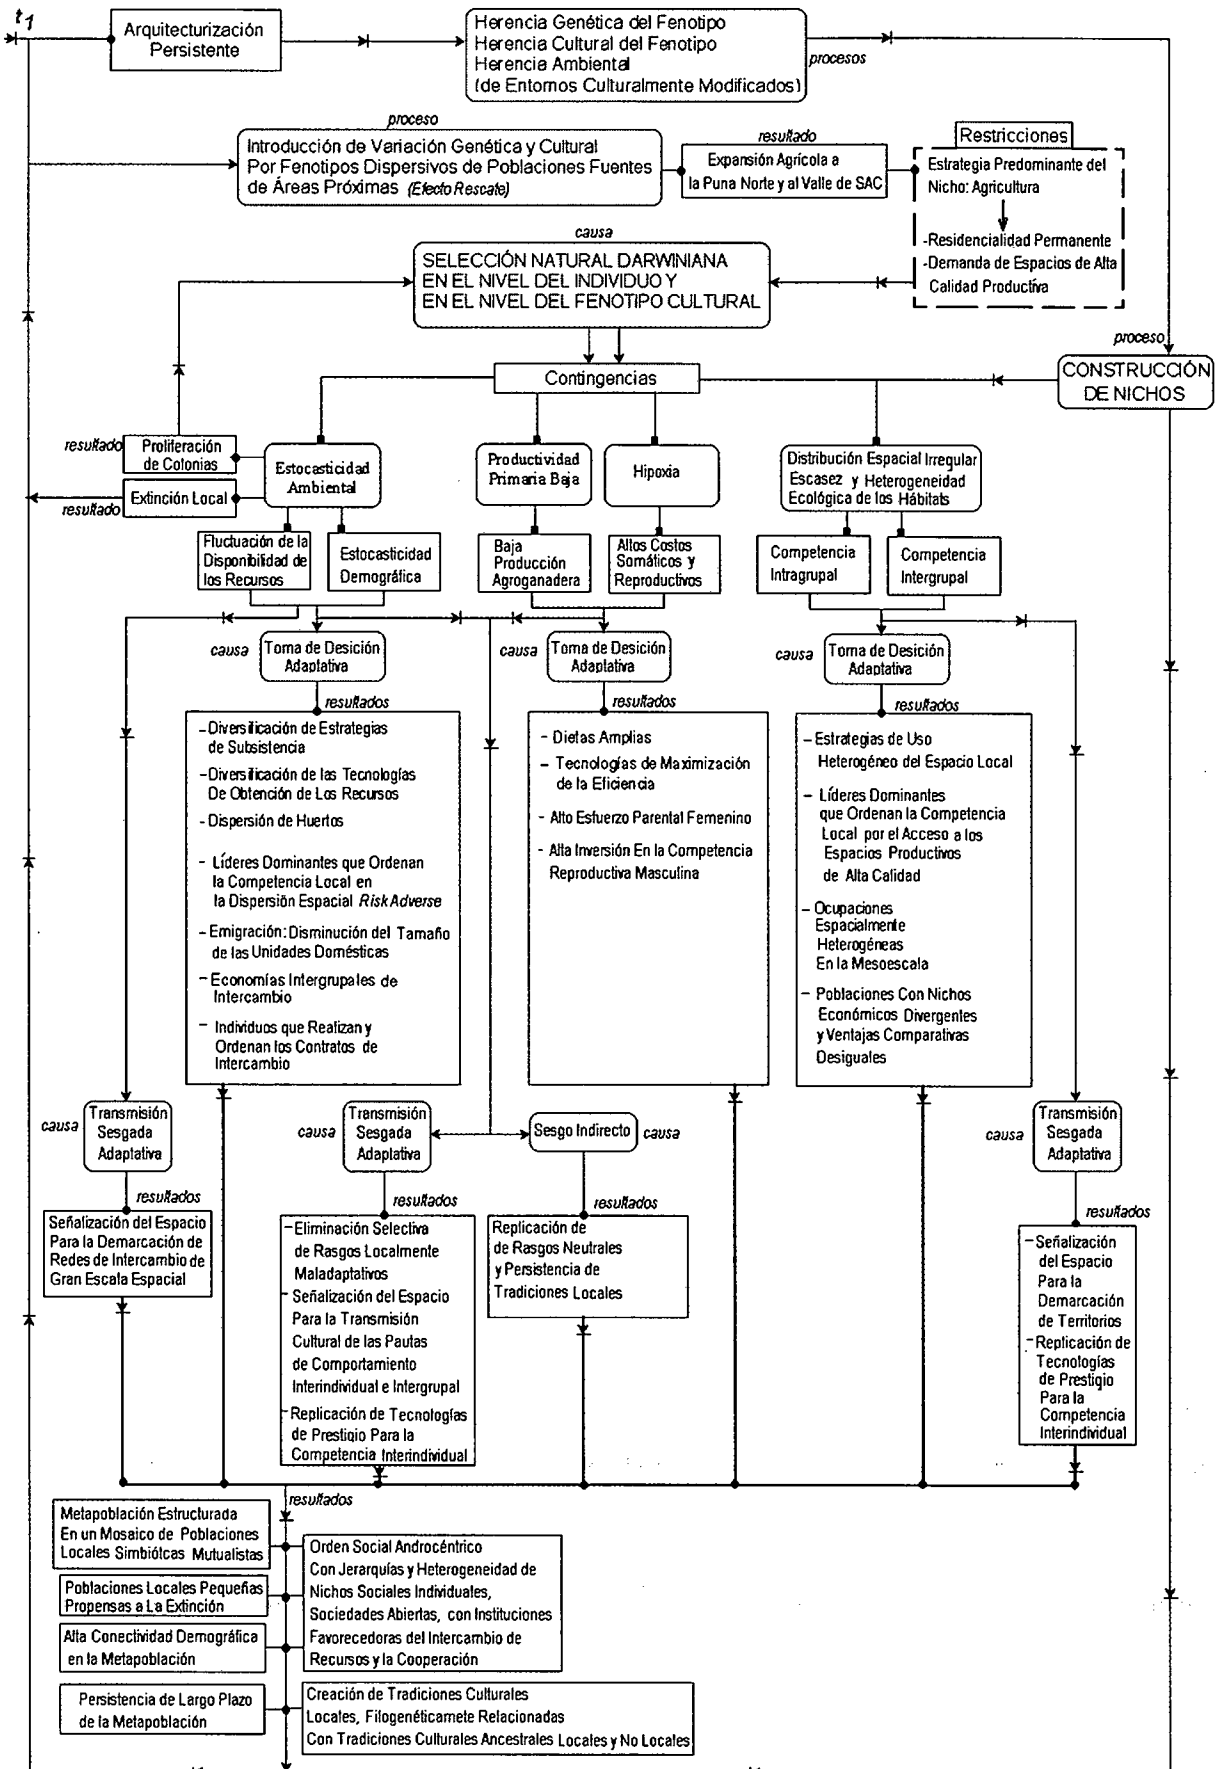 t1
Arquitecturización
Persistente
Herencia Genética del Fenotipo
Herencia Cultural del Fenotipo
Herencia Ambiental
(de Entornos Culturalmente Modificados)
procesos
proceso
Introducción de Variación Genética y Cultural
Por Fenotipos Dispersivos de Poblaciones Fuentes
de Áreas Próximas (Efecto Rescate)
resultado
Expansión Agrícola a
la Puna Norte y al Valle de SAC
Restricciones
Estrategia Predominante del
Nicho: Agricultura
-Residencialidad Permanente
-Demanda de Espacios de Alta
Calidad Productiva
causa
SELECCIÓN NATURAL DARWINIANA
EN EL NIVEL DEL INDIVIDUO Y
EN EL NIVEL DEL FENOTIPO CULTURAL
proceso
CONSTRUCCIÓN
DE NICHOS
Contingencias
resultado
Proliferación
de Colonias
Extinción Local
resultado
Estocasticidad
Ambiental
Productividad
Primaria Baja
Hipoxia
Distribución Espacial Irregular
Escasez y Heterogeneidad
Ecológica de los Hábitats
Fluctuación de la
Disponibilidad de
los Recursos
Estocasticidad
Demográfica
Baja
Producción
Agroganadera
Altos Costos
Somáticos y
Reproductivos
Competencia
Intragrupal
Competencia
Intergrupal
causa
Toma de Desición
Adaptativa
causa
Toma de Desición
Adaptativa
causa
Toma de Desición
Adaptativa
resultados
-Diversificación de Estrategias
de Subsistencia
-Diversificación de las Tecnologías
De Obtención de Los Recursos
-Dispersión de Huertos
- Líderes Dominantes que Ordenan
la Competencia Local en
la Dispersión Espacial Risk Adverse
-Emigración: Disminución del Tamaño
de las Unidades Domésticas
-Economías Intergrupales de
Intercambio
- Individuos que Realizan y
Ordenan los Contratos de
Intercambio
resultados
- Dietas Amplias
- Tecnologías de Maximización
de la Eficiencia
- Alto Esfuerzo Parental Femenino
- Alta Inversión En la Competencia
Reproductiva Masculina
resultados
-Estrategias de Uso
Heterogéneo del Espacio Local
- Líderes Dominantes
que Ordenan la Competencia
Local por el Acceso a los
Espacios Productivos
de Alta Calidad
- Ocupaciones
Espacialmente
Heterogéneas
En la Mesoescala
- Poblaciones Con Nichos
Económicos Divergentes
y Ventajas Comparativas
Desiguales
causa
Transmisión
Sesgada
Adaptativa
causa
Transmisión
Sesgada
Adaptativa
Sesgo Indirecto
causa
causa
Transmisión
Sesgada
Adaptativa
resultados
Señalización del Espacio
Para la Demarcación de
Redes de Intercambio de
Gran Escala Espacial
resultados
-Eliminación Selectiva
de Rasgos Localmente
Maladaptativos
- Señalización del Espacio
Para la Transmisión
Cultural de las Pautas
de Comportamiento
Interindividual e Intergrupal
-Replicación de Tecnologías
de Prestigio Para la
Competencia Interindividual
resultados
Replicación de
de Rasgos Neutrales
y Persistencia de
Tradiciones Locales
resultados
-Señalización
del Espacio
Para la
Demarcación
de Territorios
-Replicación de
Tecnologías
de Prestigio
Para la
Competencia
Interindividual
resultados
Metapoblación Estructurada
En un Mosaico de Poblaciones
Locales Simbiótcas Mutualistas
Poblaciones Locales Pequeñas
Propensas a La Extinción
Alta Conectividad Demográfica
en la Metapoblación
Persistencia de Largo Plazo
de la Metapoblación
Orden Social Androcéntrico
Con Jerarquías y Heterogeneidad de
Nichos Sociales Individuales,
Sociedades Abiertas, con Instituciones
Favorecedoras del Intercambio de
Recursos y la Cooperación
Creación de Tradiciones Culturales
Locales, Filogenéticamete Relacionadas
Con Tradiciones Culturales Ancestrales Locales y No Locales